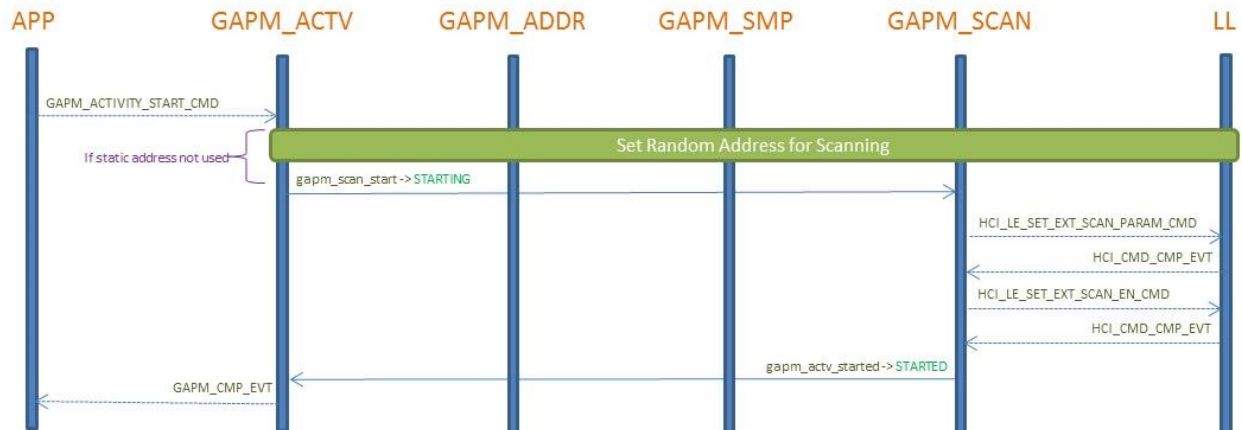 APP GAPM_ACTV GAPM_ADDR GAPM_SMP GAPM_SCAN LL
GAPM_ACTIVITY_START_CMD
Set Random Address for Scanning
If static address not used
gapm_scan_start -> STARTING
HCI_LE_SET_EXT_SCAN_PARAM_CMD
HCI_CMD_CMP_EVT
HCI_LE_SET_EXT_SCAN_EN_CMD
HCI_CMD_CMP_EVT
gapm_actv_started -> STARTED
GAPM_CMP_EVT